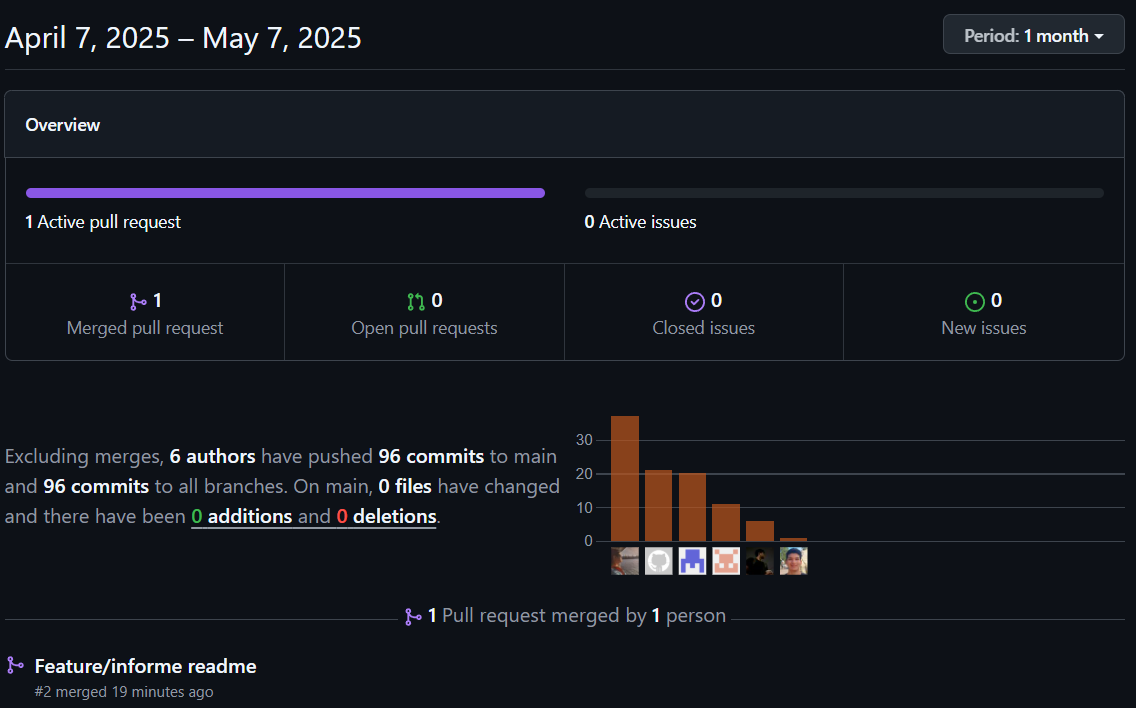 April 7, 2025 – May 7, 2025
Period: 1 month
Overview
1 Active pull request
0 Active issues
1
Merged pull request
0
Open pull requests
0
Closed issues
0
New issues
Excluding merges, 6 authors have pushed 96 commits to main
and 96 commits to all branches. On main, 0 files have changed
and there have been 0 additions and 0 deletions.
30
20
10
0
1 Pull request merged by 1 person
Feature/informe readme
#2 merged 19 minutes ago